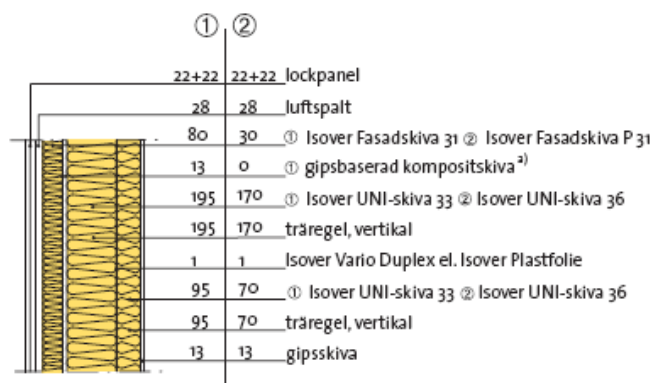 ① ②
22+22 22+22 lockpanel
28 28 luftspalt
80 30 ① Isover Fasadskiva 31 ② Isover Fasadskiva P 31
13 0 ① gipsbaserad kompositskiva a)
195 170 ① Isover UNI-skiva 33 ② Isover UNI-skiva 36
195 170 träregel, vertikal
1 1 Isover Vario Duplex el. Isover Plastfolie
95 70 ① Isover UNI-skiva 33 ② Isover UNI-skiva 36
95 70 träregel, vertikal
13 13 gipsskiva